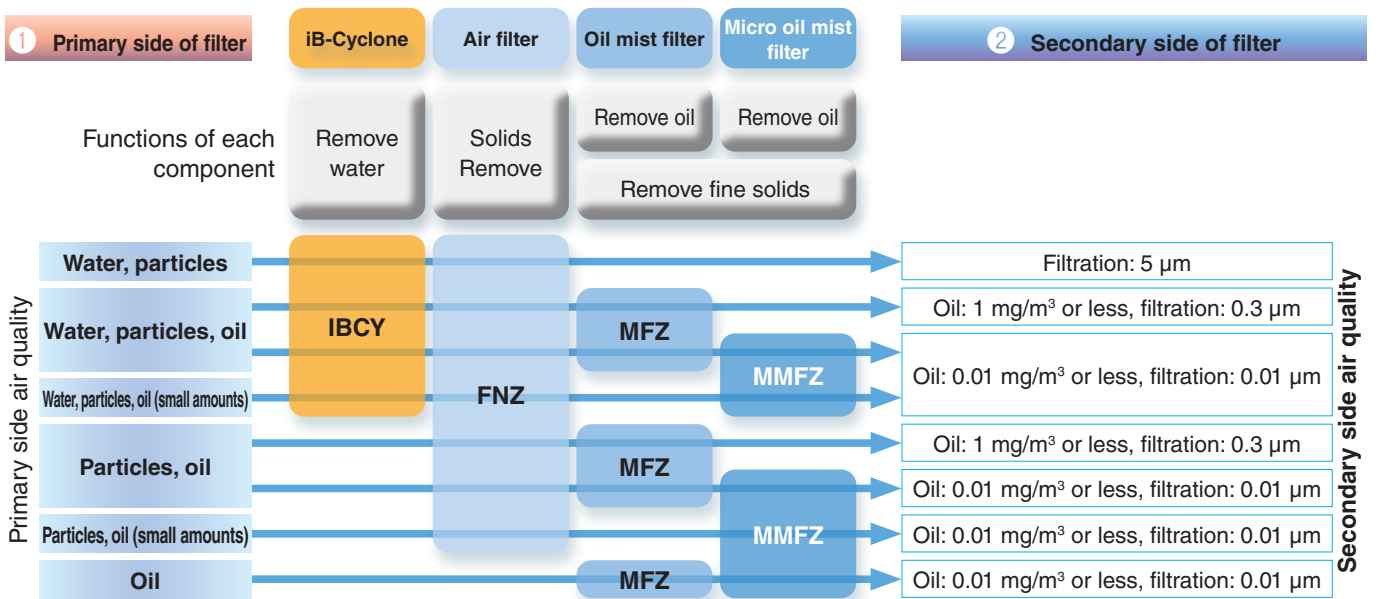 1 Primary side of filter
iB-Cyclone
Air filter
Oil mist filter
Micro oil mist
filter
2 Secondary side of filter
Functions of each
component
Remove
water
Solids
Remove
Remove oil
Remove oil
Remove fine solids
Primary side air quality
Water, particles
Water, particles, oil
Water, particles, oil (small amounts)
Particles, oil
Particles, oil (small amounts)
Oil
IBCY
FNZ
MFZ
MMFZ
MFZ
MMFZ
MFZ
Filtration: 5 µm
Oil: 1 mg/m³ or less, filtration: 0.3 µm
Oil: 0.01 mg/m³ or less, filtration: 0.01 µm
Oil: 1 mg/m³ or less, filtration: 0.3 µm
Oil: 0.01 mg/m³ or less, filtration: 0.01 µm
Oil: 0.01 mg/m³ or less, filtration: 0.01 µm
Oil: 0.01 mg/m³ or less, filtration: 0.01 µm
Secondary side air quality